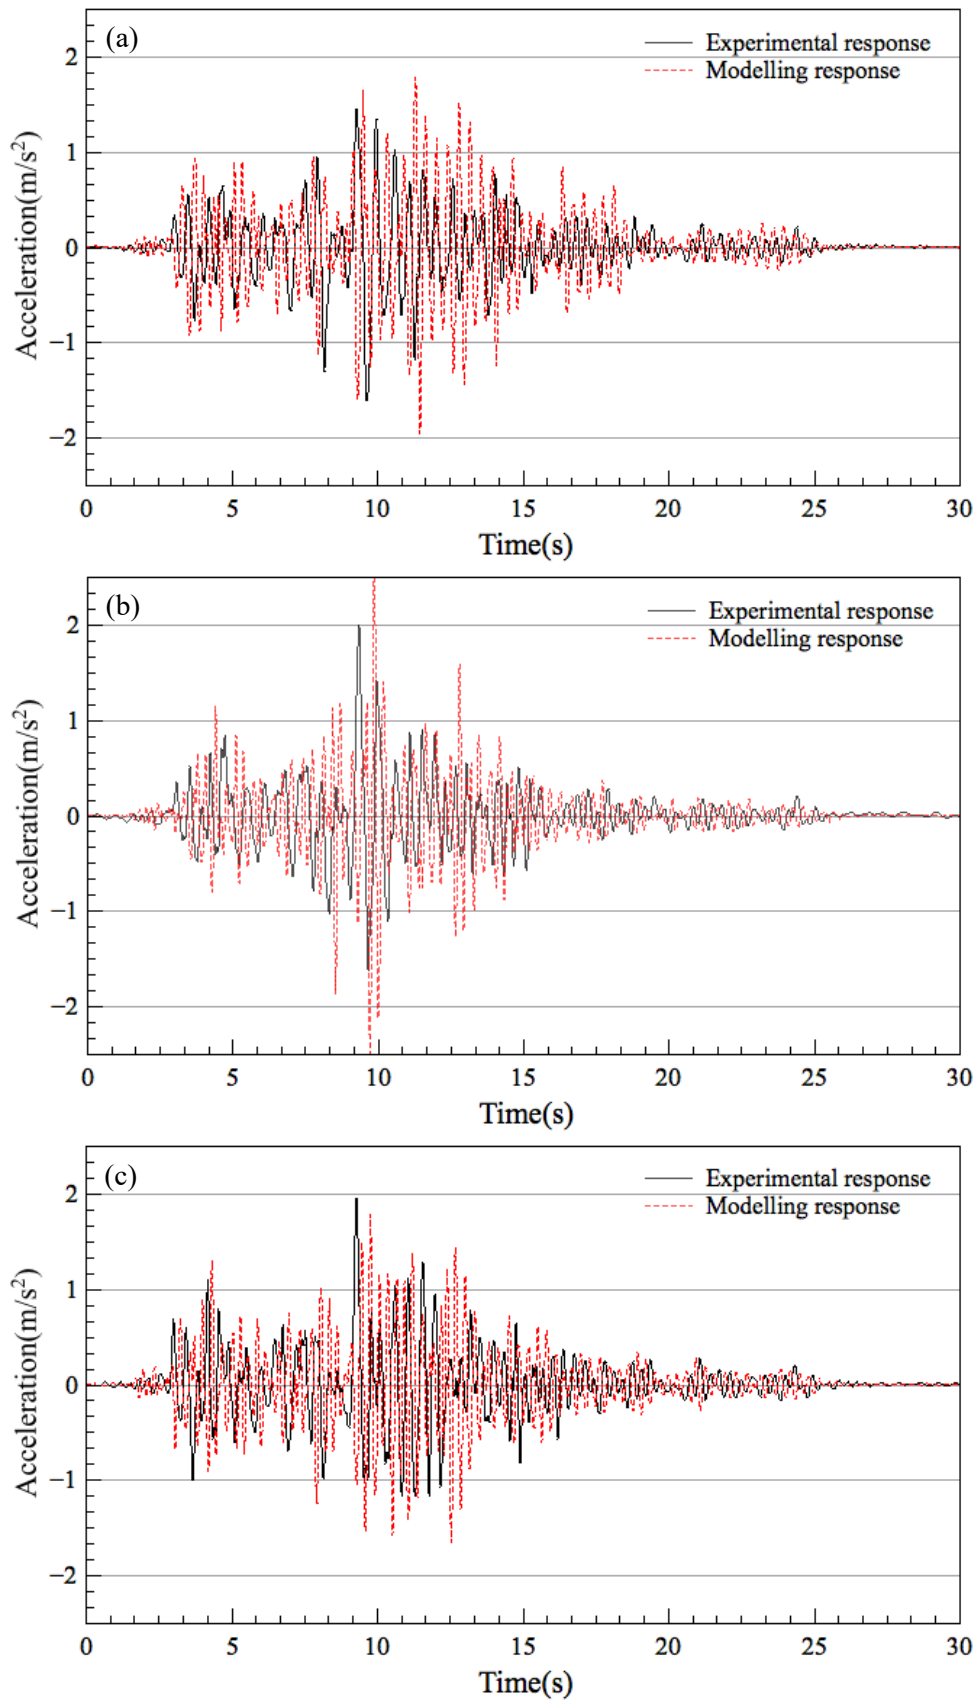 (a)
Experimental response
Modelling response
Acceleration(m/s²)
2
1
0
−1
−2
0 5 10 15 20 25 30
Time(s)
(b)
Experimental response
Modelling response
Acceleration(m/s²)
2
1
0
−1
−2
0 5 10 15 20 25 30
Time(s)
(c)
Experimental response
Modelling response
Acceleration(m/s²)
2
1
0
−1
−2
0 5 10 15 20 25 30
Time(s)